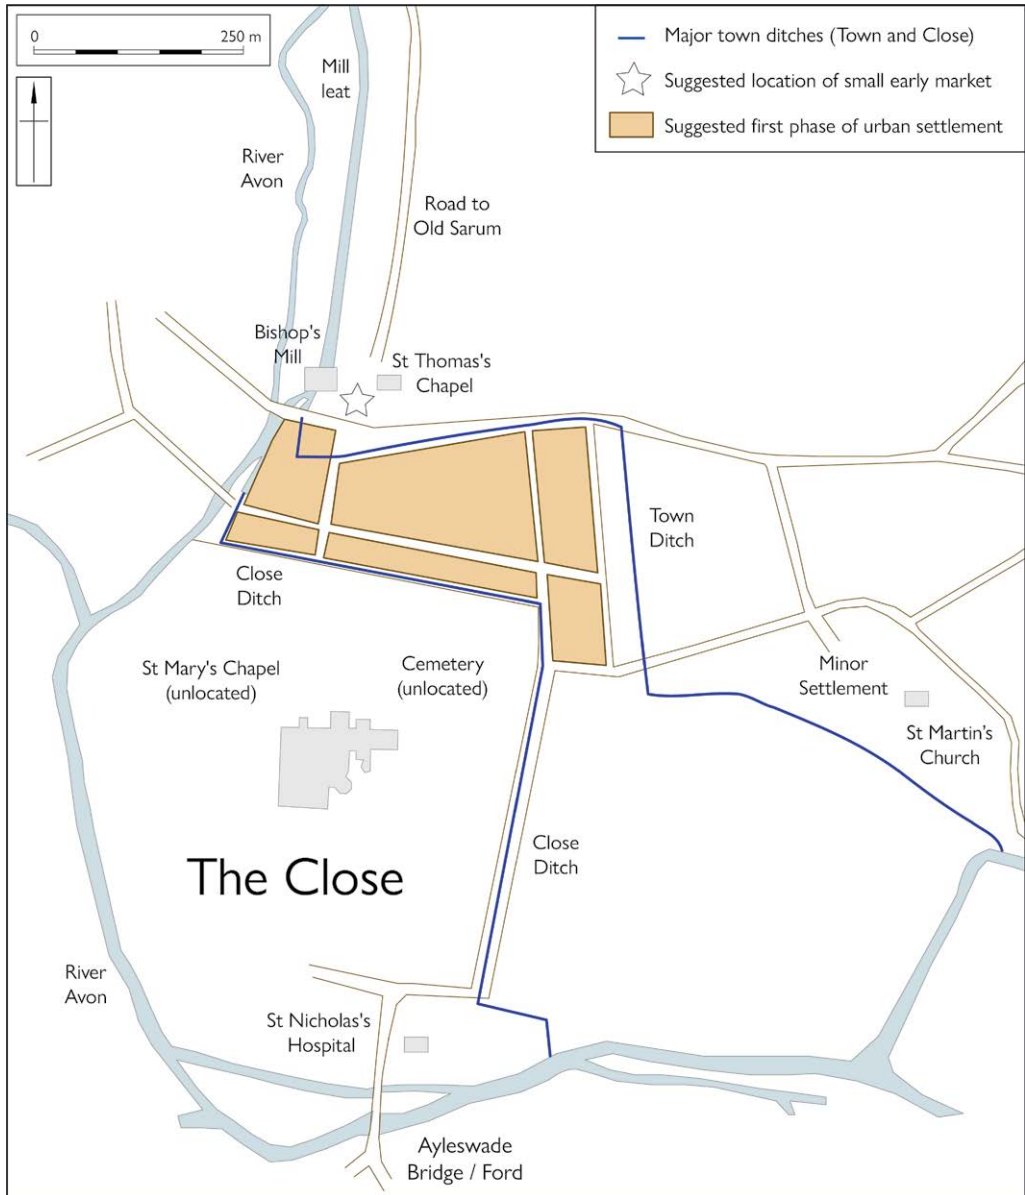 0
250 m
Major town ditches (Town and Close)
Suggested location of small early market
Suggested first phase of urban settlement
Mill
leat
River
Avon
Road to
Old Sarum
Bishop's
Mill
St Thomas's
Chapel
Town
Ditch
Close
Ditch
St Mary's Chapel
(unlocated)
Cemetery
(unlocated)
Minor
Settlement
St Martin's
Church
Close
Ditch
The Close
River
Avon
St Nicholas's
Hospital
Ayleswade
Bridge / Ford